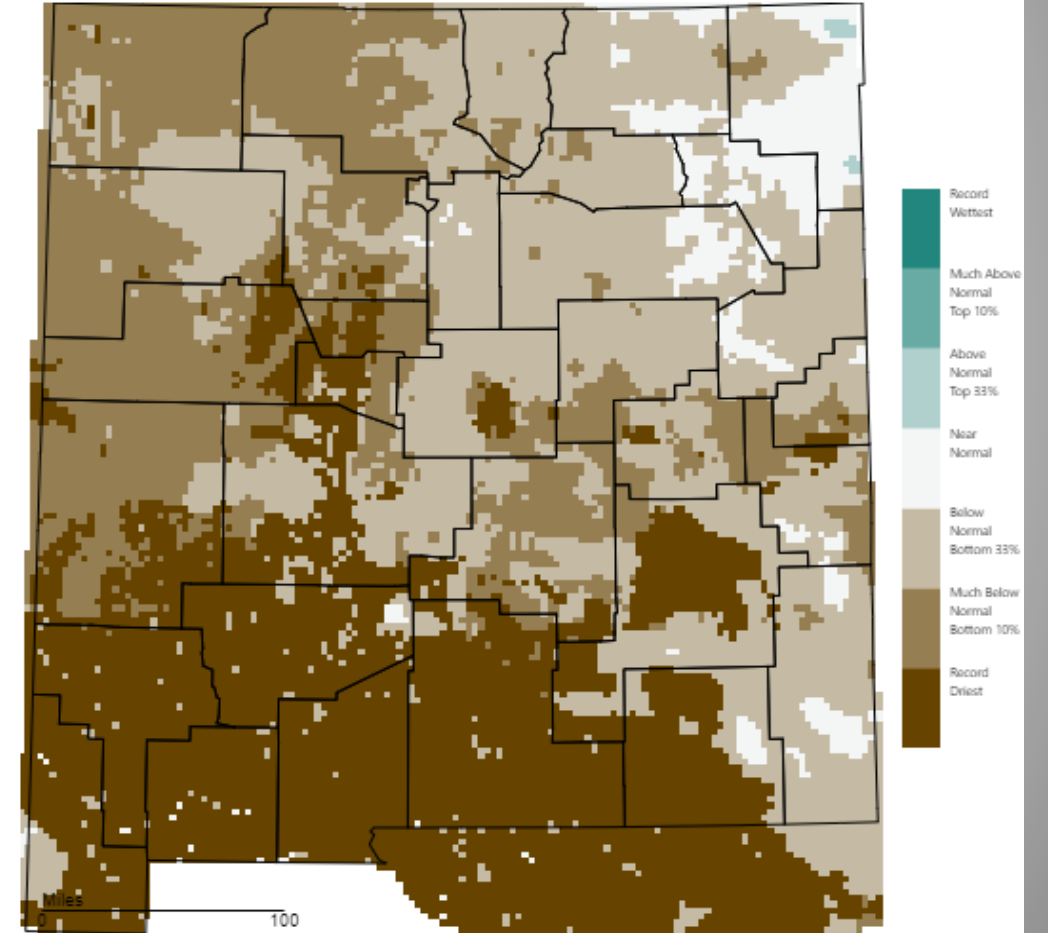 Record
Wettest
Much Above
Normal
Top 10%
Above
Normal
Top 33%
Near
Normal
Below
Normal
Bottom 33%
Much Below
Normal
Bottom 10%
Record
Driest
Miles
0 100